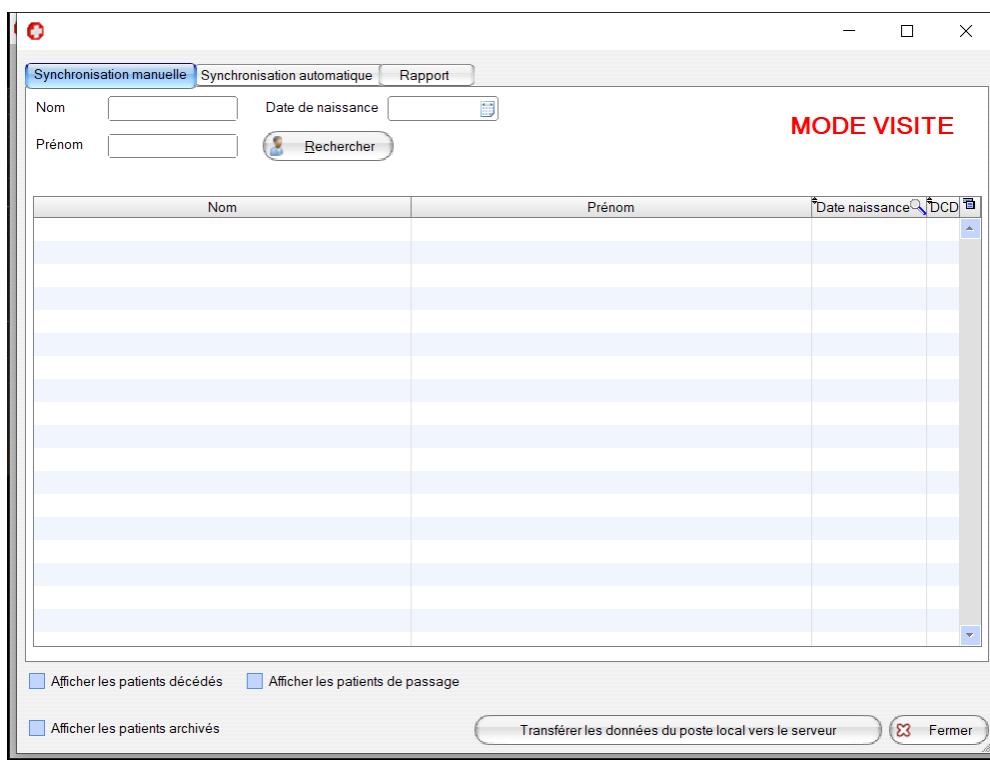 Synchronisation manuelle Synchronisation automatique Rapport
Nom Date de naissance
MODE VISITE
Prénom Rechercher
Nom Prénom Date naissance DCD
Afficher les patients décédés Afficher les patients de passage
Afficher les patients archivés Transférer les données du poste local vers le serveur Fermer